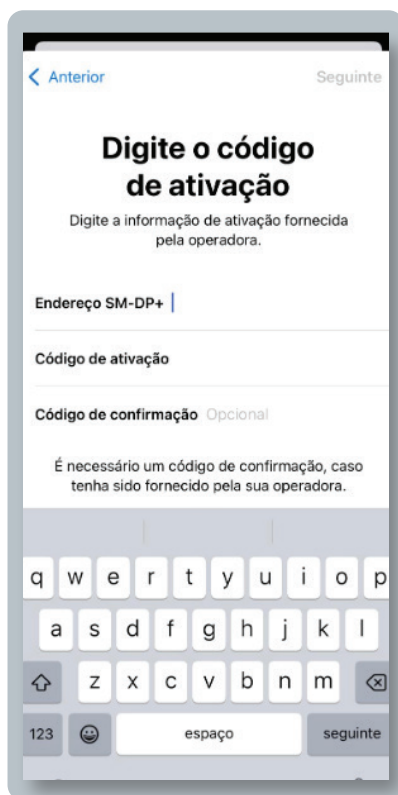 Anterior
Seguinte
Digite o código
de ativação
Digite a informação de ativação fornecida
pela operadora.
Endereço SM-DP+
Código de ativação
Código de confirmação Opcional
É necessário um código de confirmação, caso
tenha sido fornecido pela sua operadora.
q w e r t y u i o p
a s d f g h j k l
z x c v b n m
123 espaço seguinte